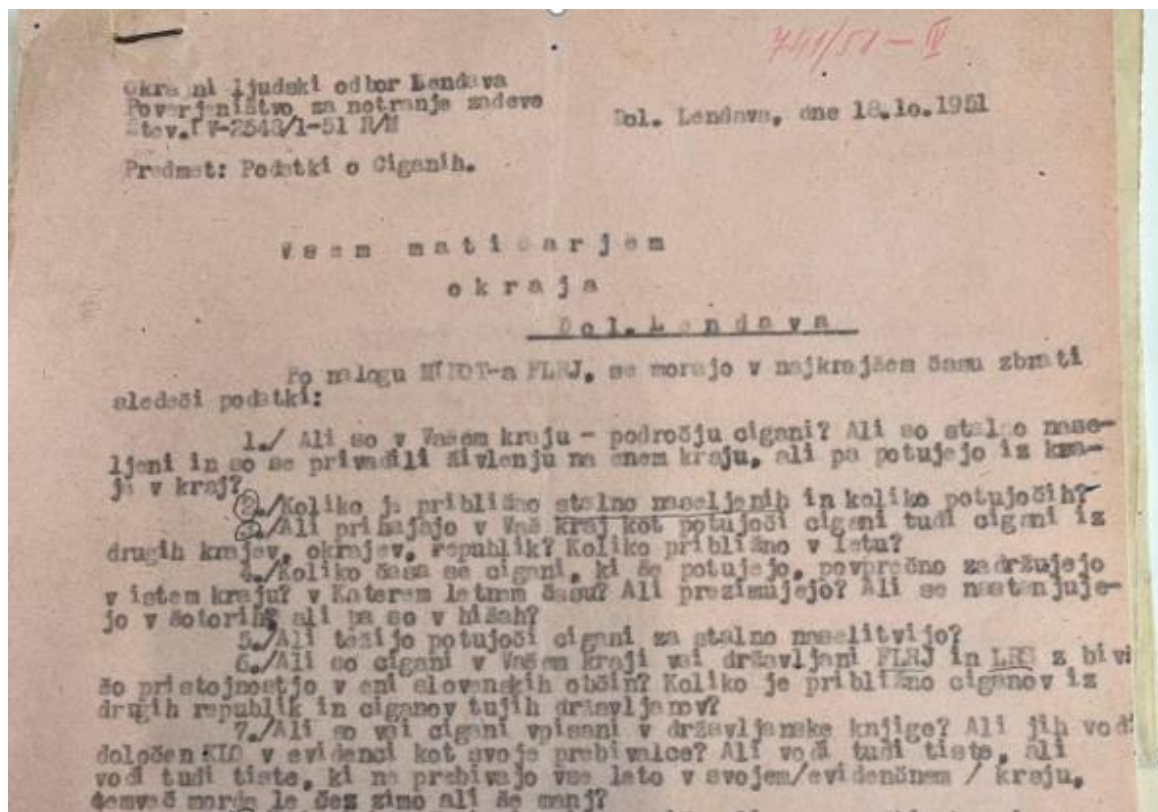 741/51 - IV
Okrajni ljudski odbor Lendava
Poverjeništvo za notranje zadeve
Štev. IV-2543/1-51 R/M
Dol. Lendava, dne 18.10.1951
Predmet: Podatki o Ciganih.
Vsem matičarjem
okraja
Dol. Lendava
Po nalogu FLRJ, se morajo v najkrajšem času zbrati
sledeči podatki:
1./ Ali so v Vašem kraju - področju cigani? Ali so stalno nase-
ljeni in so se privadili življenju na enem kraju, ali pa potujejo iz kra-
ja v kraj?
2./Koliko je približno stalno naseljenih in koliko potujočih?
3./Ali prihajajo v Vaš kraj kot potujoči cigani tudi cigani iz
drugih krajev, okrajev, republik? Koliko približno v letu?
4./Koliko časa se cigani, ki še potujejo, povprečno zadržujejo
v istem kraju? v Katerem letnem času? Ali prezimujejo? Ali se nastanjuje-
jo v šotorih? ali pa so v hišah?
5./Ali težijo potujoči cigani za stalno naselitvijo?
6./Ali so cigani v Vašem kraji vsi državljani FLRJ in LRS z bivi
šo pristojnostjo v eni slovenskih občin? Koliko je približno ciganov iz
drugih republik in ciganov tujih državljanov?
7./Ali so vsi cigani vpisani v državljanske knjige? Ali jih vodi
določen KLO v evidenci kot svoje prebivalce? Ali vodi tudi tiste, ali
vodi tudi tiste, ki ne prebivajo vse leto v svojem/evidenčnem / kraju,
temveč morda le čez zimo ali še manj?